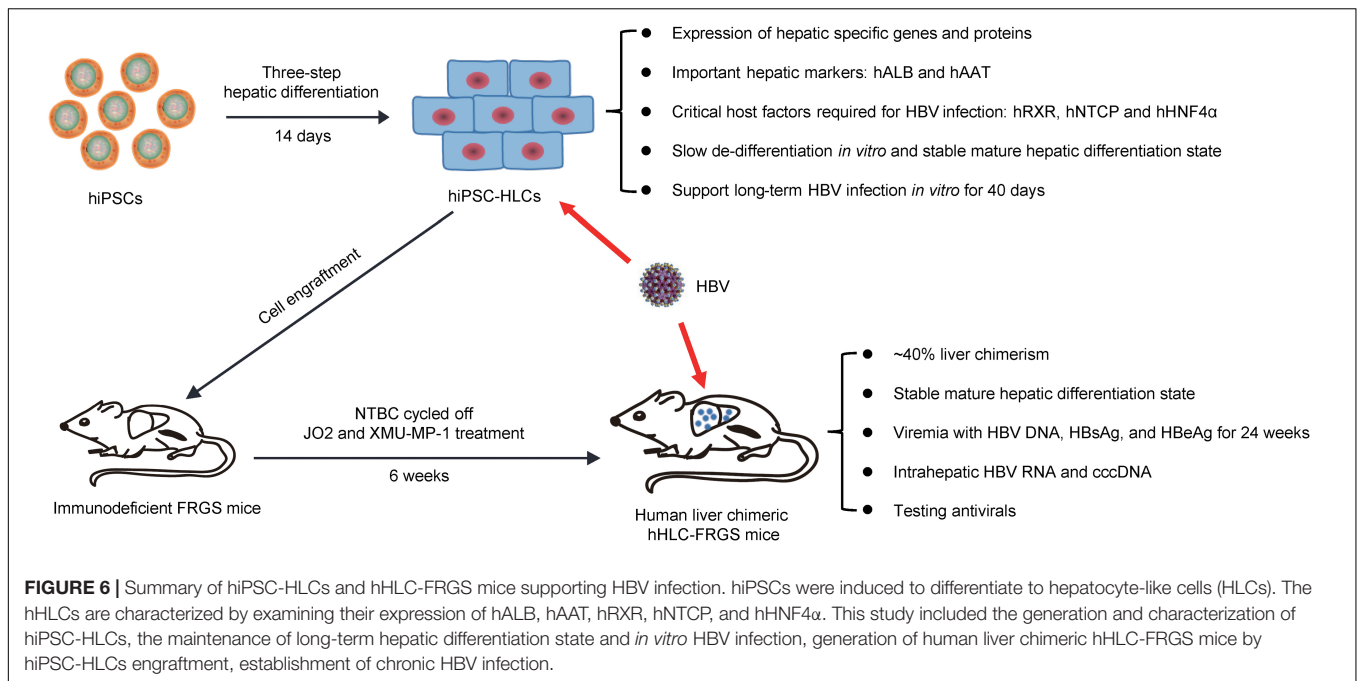 Three-step
hepatic differentiation
14 days
hiPSCs
hiPSC-HLCs
● Expression of hepatic specific genes and proteins
● Important hepatic markers: hALB and hAAT
● Critical host factors required for HBV infection: hRXR, hNTCP and hHNF4α
● Slow de-differentiation in vitro and stable mature hepatic differentiation state
● Support long-term HBV infection in vitro for 40 days
Cell engraftment
HBV
NTBC cycled off
JO2 and XMU-MP-1 treatment
6 weeks
Immunodeficient FRGS mice
Human liver chimeric
hHLC-FRGS mice
● ~40% liver chimerism
● Stable mature hepatic differentiation state
● Viremia with HBV DNA, HBsAg, and HBeAg for 24 weeks
● Intrahepatic HBV RNA and cccDNA
● Testing antivirals
FIGURE 6 | Summary of hiPSC-HLCs and hHLC-FRGS mice supporting HBV infection. hiPSCs were induced to differentiate to hepatocyte-like cells (HLCs). The
hHLCs are characterized by examining their expression of hALB, hAAT, hRXR, hNTCP, and hHNF4α. This study included the generation and characterization of
hiPSC-HLCs, the maintenance of long-term hepatic differentiation state and in vitro HBV infection, generation of human liver chimeric hHLC-FRGS mice by
hiPSC-HLCs engraftment, establishment of chronic HBV infection.